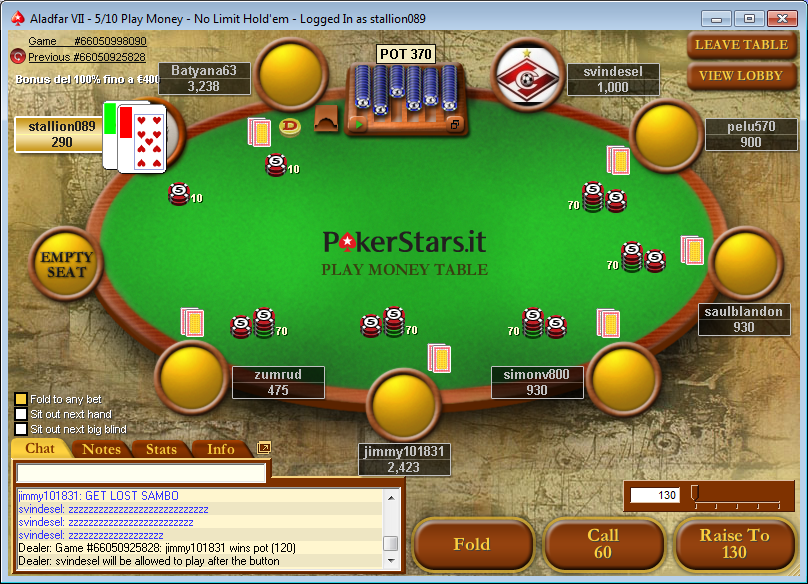 Aladfar VII - 5/10 Play Money - No Limit Hold'em - Logged In as stallion089
Game #66050998090
Previous #66050925828
Bonus del 100% fino a €400
LEAVE TABLE
VIEW LOBBY
POT 370
Batyana63
3,238
svindesel
1,000
stallion089
290
pelu570
900
D
10
10
70
70
PokerStars.it
PLAY MONEY TABLE
EMPTY
SEAT
saulblandon
930
70
70
70
zumrud
475
simonv800
930
jimmy101831
2,423
Fold to any bet
Sit out next hand
Sit out next big blind
Chat Notes Stats Info
jimmy101831: GET LOST SAMBO
svindesel: zzzzzzzzzzzzzzzzzzzzzzzzzzzz
svindesel: zzzzzzzzzzzzzzzzzzzzzzzzz
svindesel: zzzzzzzzzzzzzzzzzzz
Dealer: Game #66050925828: jimmy101831 wins pot (120)
Dealer: svindesel will be allowed to play after the button
130
Fold
Call
60
Raise To
130